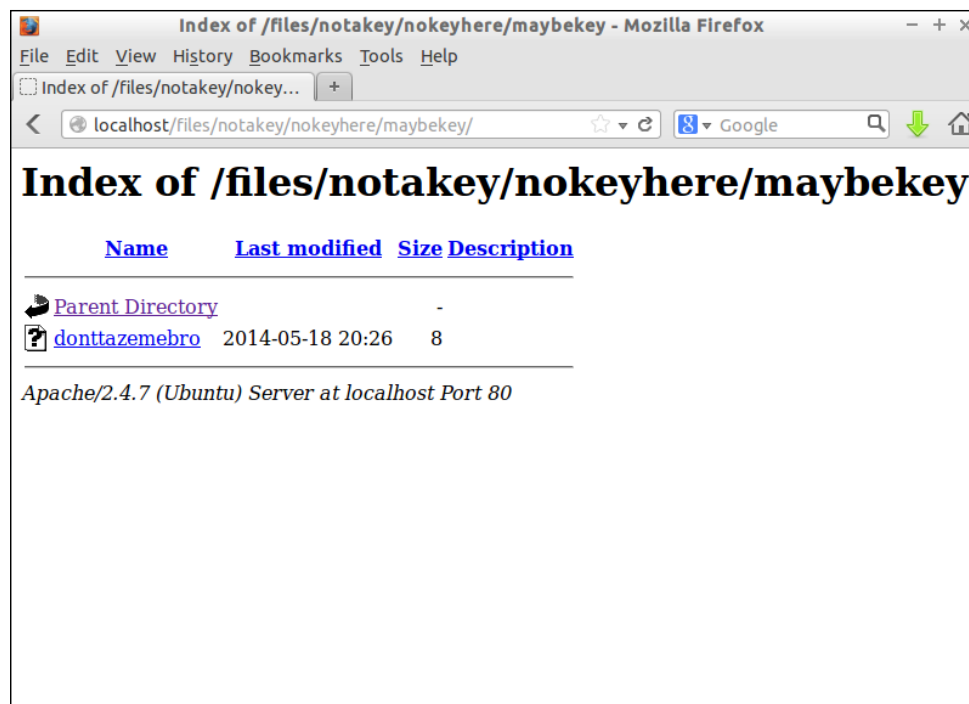 Index of /files/notakey/nokeyhere/maybekey - Mozilla Firefox
File Edit View History Bookmarks Tools Help
Index of /files/notakey/nokey... +
localhost/files/notakey/nokeyhere/maybekey/ 8 Google
Index of /files/notakey/nokeyhere/maybekey
Name Last modified Size Description
Parent Directory -
? donttazemebro 2014-05-18 20:26 8
Apache/2.4.7 (Ubuntu) Server at localhost Port 80